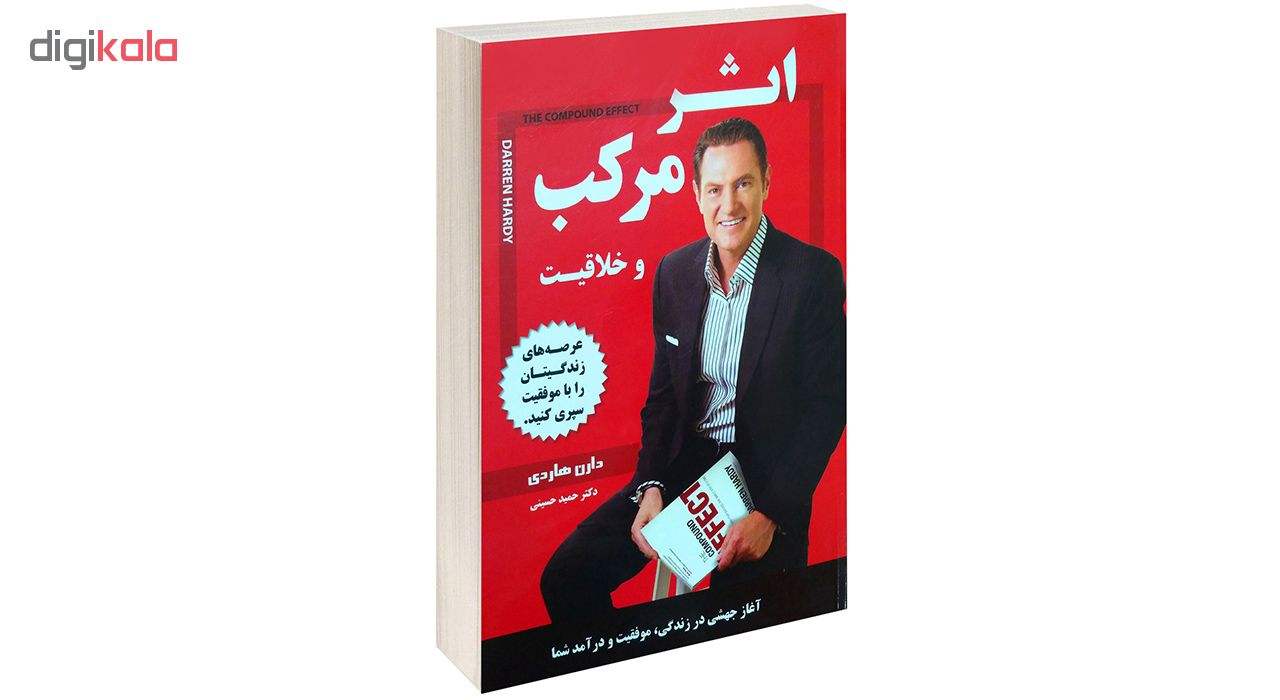 digikala
اثر
THE COMPOUND EFFECT
مرکب
DARREN HARDY
و خلاقیت
عرصه‌های
زندگیتان
را با موفقیت
سپری کنید.
دارن هاردی
دکتر حمید حسینی
DARREN HARDY
THE
COMPOUND
EFFECT
آغاز جهشی در زندگی، موفقیت و درآمد شما